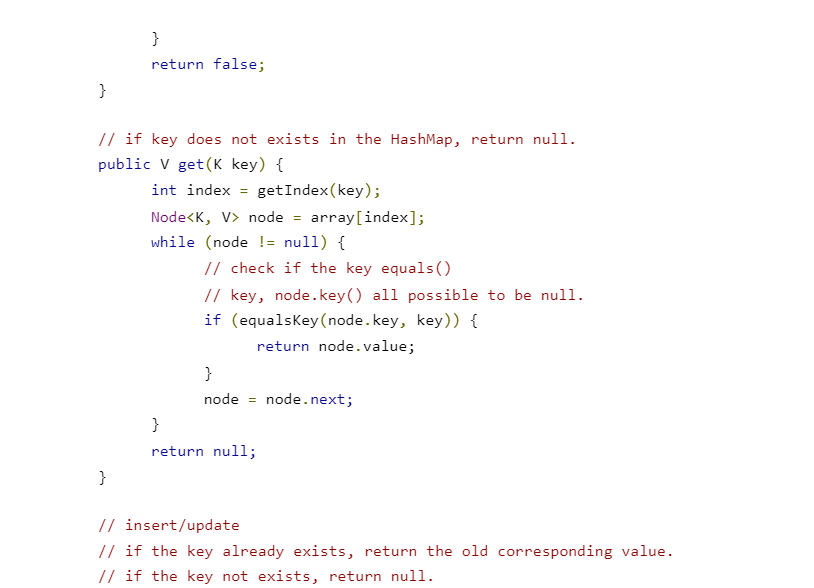 }
return false;
}
// if key does not exists in the HashMap, return null.
public V get(K key) {
int index = getIndex(key);
Node<K, V> node = array[index];
while (node != null) {
// check if the key equals()
// key, node.key() all possible to be null.
if (equalsKey(node.key, key)) {
return node.value;
}
node = node.next;
}
return null;
}
// insert/update
// if the key already exists, return the old corresponding value.
// if the key not exists, return null.